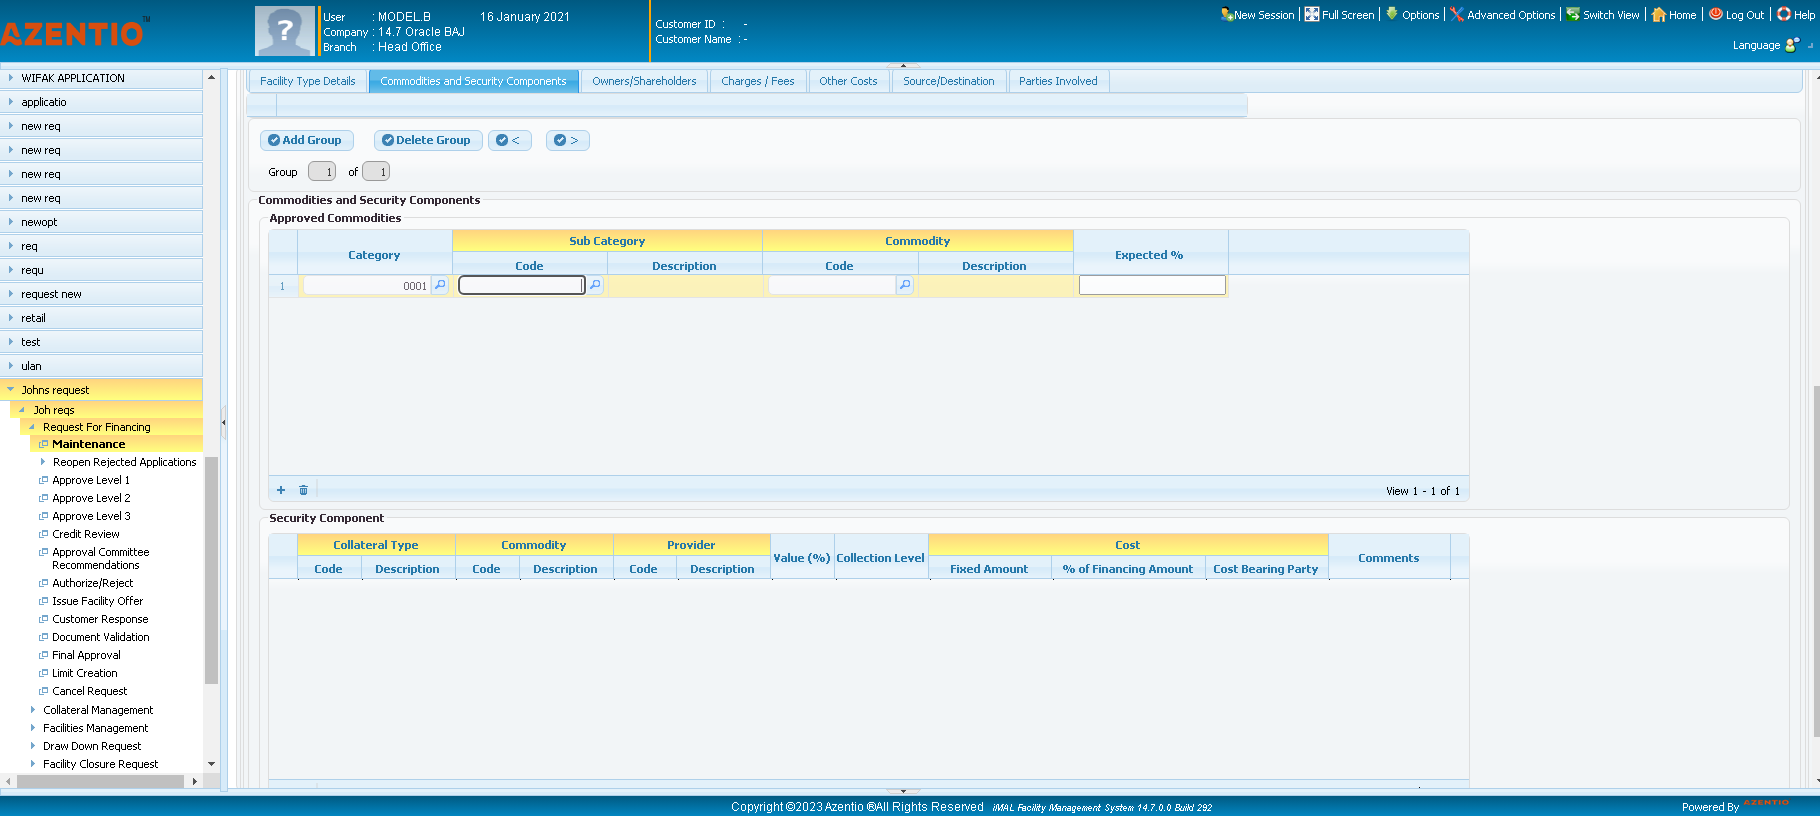 AZENTIO™
User : MODEL.B 16 January 2021
Company : 14.7 Oracle BAJ
Branch : Head Office
Customer ID : -
Customer Name : -
New Session Full Screen Options Advanced Options Switch View Home Log Out Help
Language
WIFAK APPLICATION
applicatio
new req
new req
new req
new req
newopt
req
requ
request new
retail
test
ulan
Johns request
Joh reqs
Request For Financing
Maintenance
Reopen Rejected Applications
Approve Level 1
Approve Level 2
Approve Level 3
Credit Review
Approval Committee
Recommendations
Authorize/Reject
Issue Facility Offer
Customer Response
Document Validation
Final Approval
Limit Creation
Cancel Request
Collateral Management
Facilities Management
Draw Down Request
Facility Closure Request
Facility Type Details Commodities and Security Components Owners/Shareholders Charges / Fees Other Costs Source/Destination Parties Involved
Add Group Delete Group < >
Group 1 of 1
Commodities and Security Components
Approved Commodities
Category Sub Category Commodity Expected %
Code Description Code Description
1 0001
View 1 - 1 of 1
Security Component
Collateral Type Commodity Provider Value (%) Collection Level Cost Comments
Code Description Code Description Code Description Fixed Amount % of Financing Amount Cost Bearing Party
Copyright ©2023 Azentio ®All Rights Reserved iMAL Facility Management System 14.7.0.0 Build 292
Powered By AZENTIO